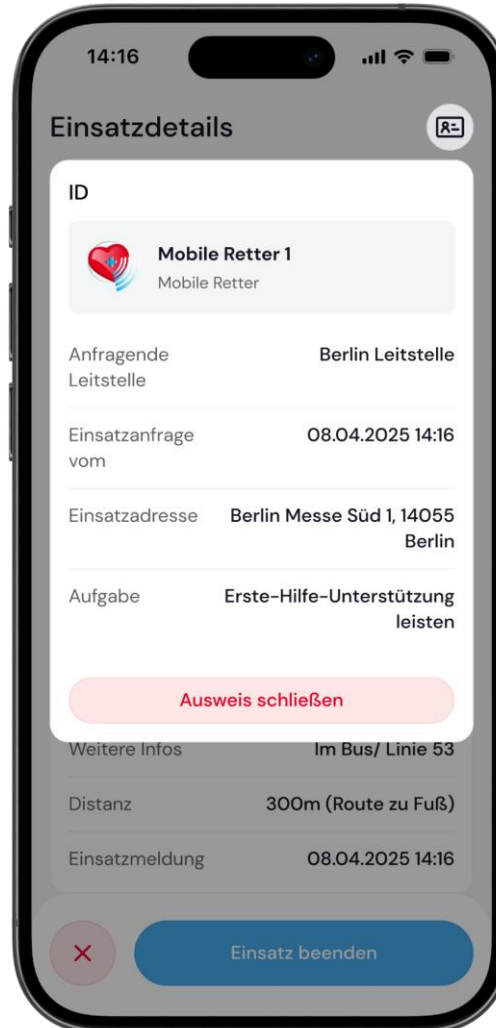 14:16
Einsatzdetails
ID
Mobile Retter 1
Mobile Retter
Anfragende
Leitstelle
Berlin Leitstelle
Einsatzanfrage
vom
08.04.2025 14:16
Einsatzadresse
Berlin Messe Süd 1, 14055
Berlin
Aufgabe
Erste-Hilfe-Unterstützung
leisten
Ausweis schließen
Weitere Infos
Im Bus/ Linie 53
Distanz
300m (Route zu Fuß)
Einsatzmeldung
08.04.2025 14:16
Einsatz beenden